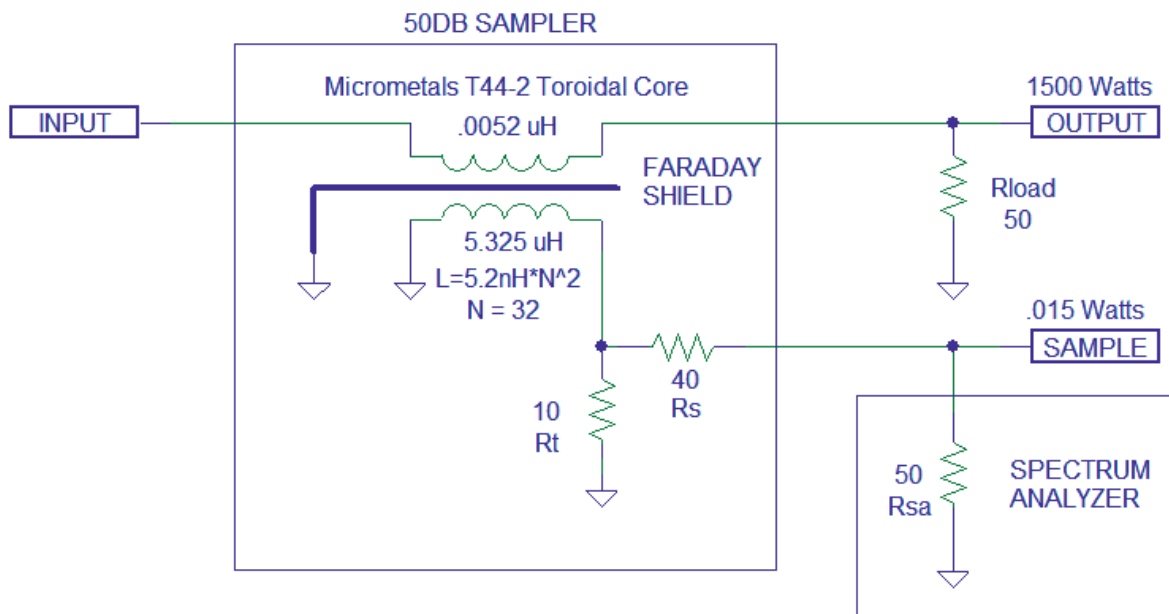 50DB SAMPLER
Micrometals T44-2 Toroidal Core
1500 Watts
INPUT
.0052 uH
OUTPUT
FARADAY
SHIELD
Rload
50
5.325 uH
L=5.2nH*N^2
N = 32
.015 Watts
SAMPLE
40
Rs
10
Rt
50
Rsa
SPECTRUM
ANALYZER